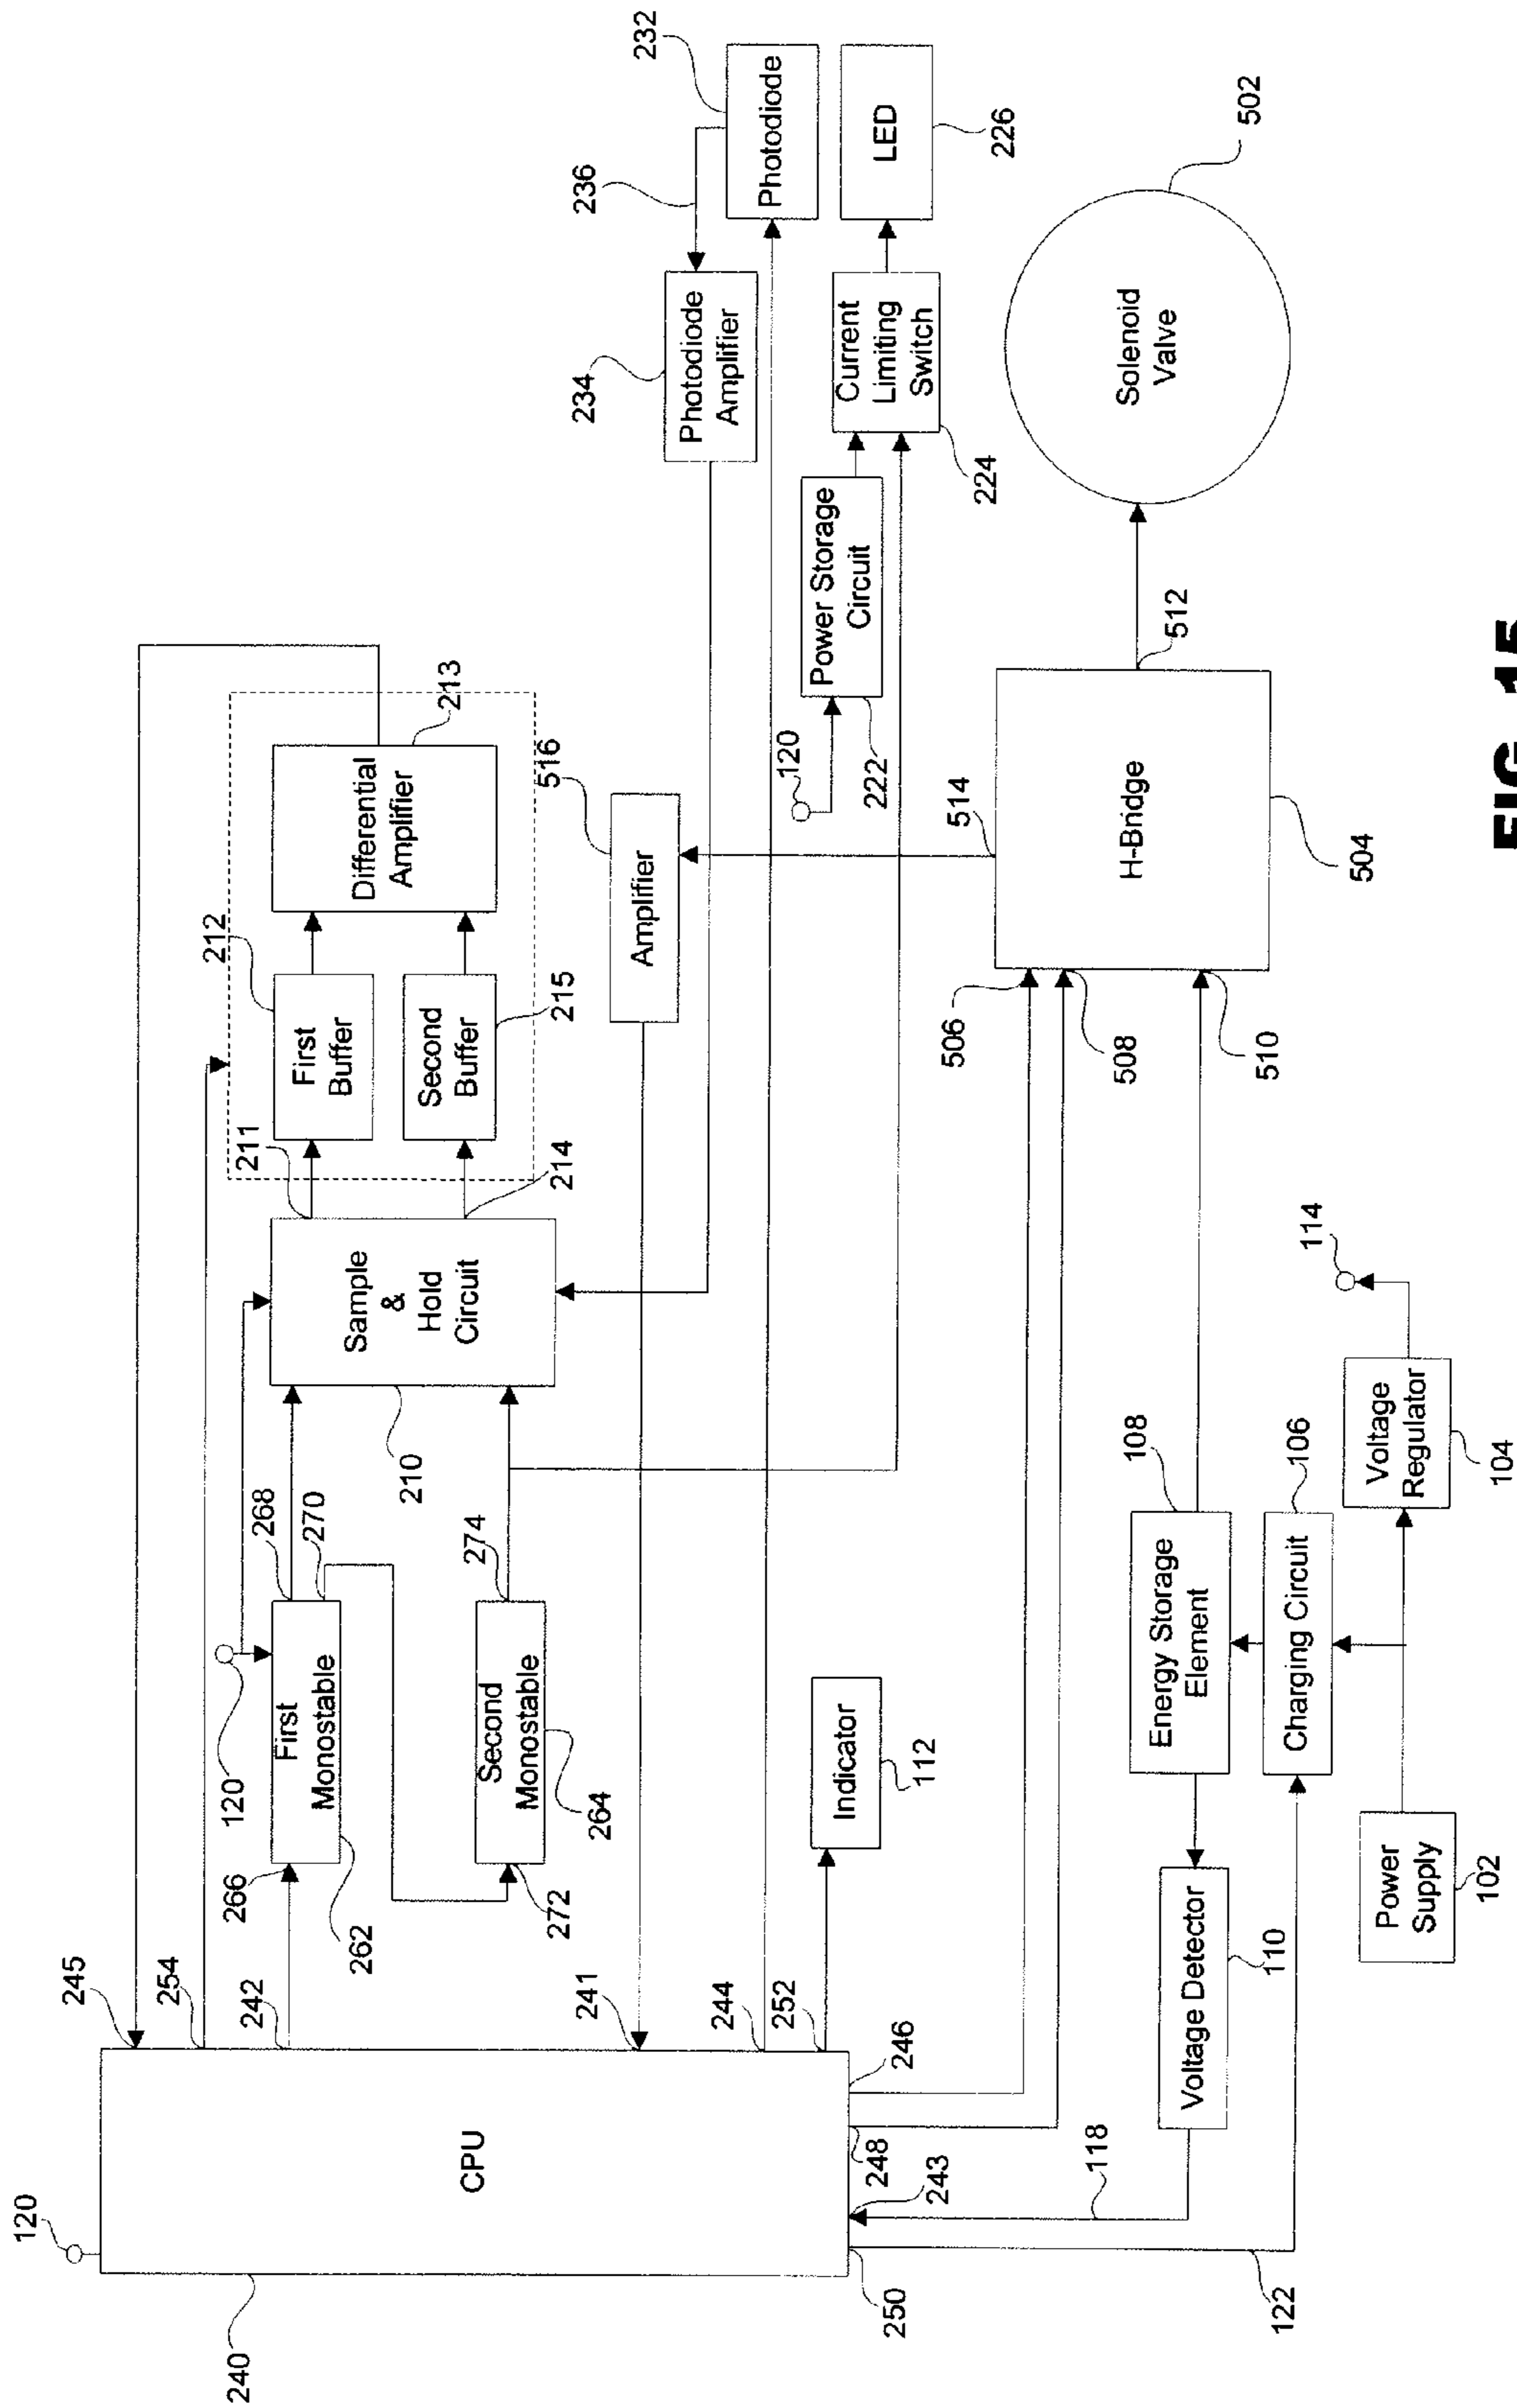 120
240
CPU
245
254
242
241
244
252
246
248
243
250
118
122
120
266
262
First
Monostable
268
270
272
Second
Monostable
264
274
Sample
&
Hold
Circuit
210
211
214
212
First
Buffer
Second
Buffer
215
Differential
Amplifier
213
516
Amplifier
234
Photodiode
Amplifier
236
232
Photodiode
120
Power Storage
Circuit
222
Current
Limiting
Switch
224
LED
226
Indicator
112
506
508
510
514
H-Bridge
504
512
Solenoid
Valve
502
Voltage Detector
110
Energy Storage
Element
108
Charging Circuit
106
Power
Supply
102
Voltage
Regulator
104
114
FIG. 15